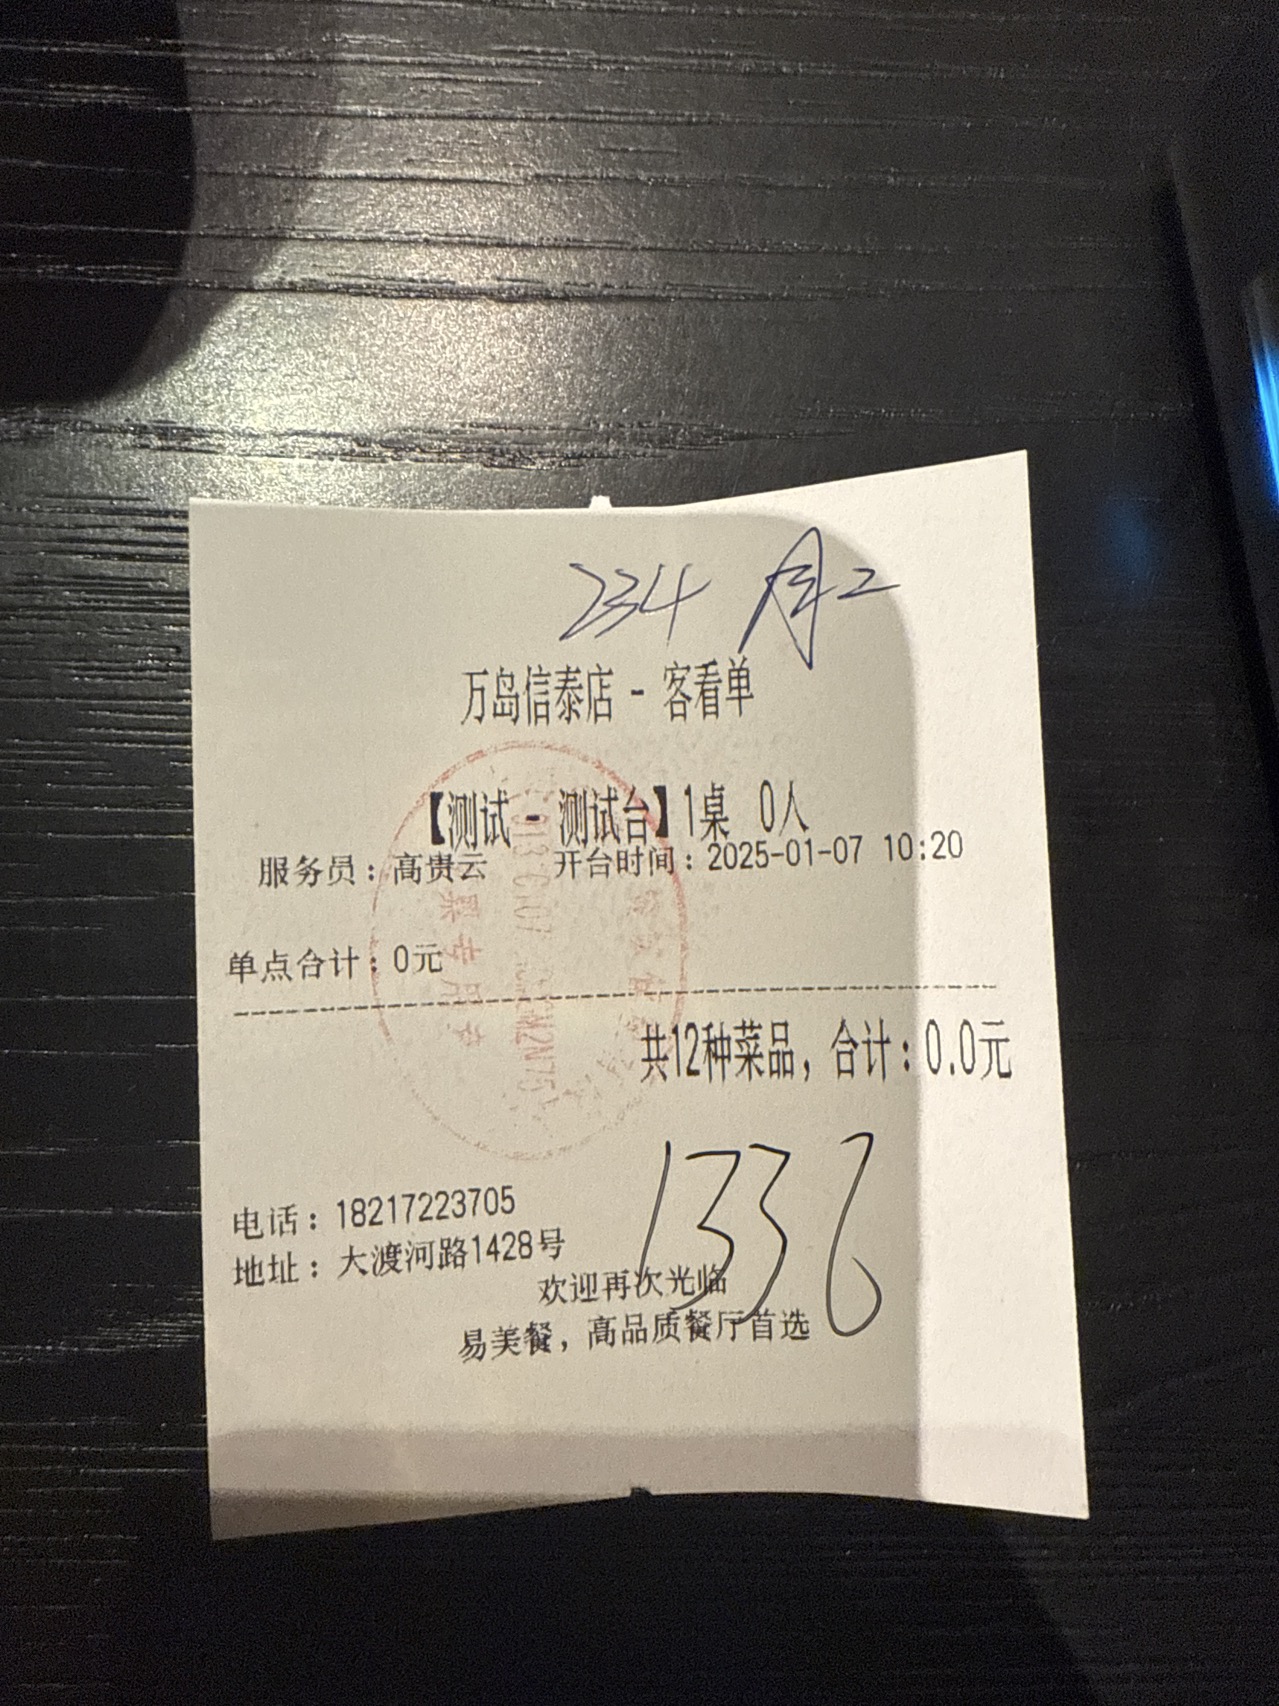 234 月2
万岛信泰店 - 客看单
【测试 - 测试台】1桌 0人
服务员：高贵云 开台时间：2025-01-07 10:20
单点合计：0元
共12种菜品，合计：0.0元
1336
电话：18217223705
地址：大渡河路1428号
欢迎再次光临
易美餐，高品质餐厅首选